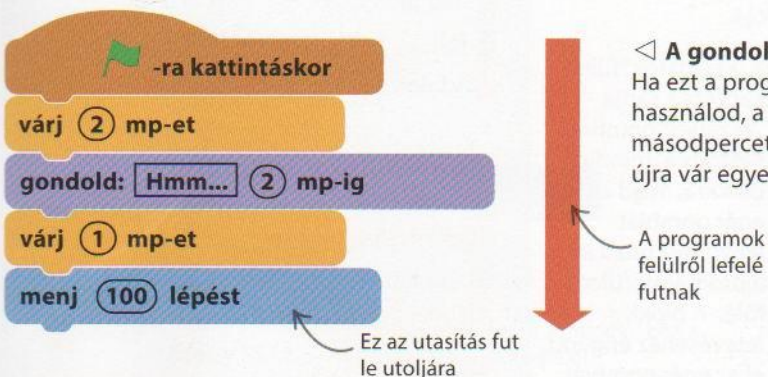 -ra kattintáskor
várj 2 mp-et
gondold: Hmm... 2 mp-ig
várj 1 mp-et
menj 100 lépést
Ez az utasítás fut
le utoljára
◁ A gondol
Ha ezt a prog
használod, a
másodpercet
újra vár egye
A programok
felülről lefelé
futnak